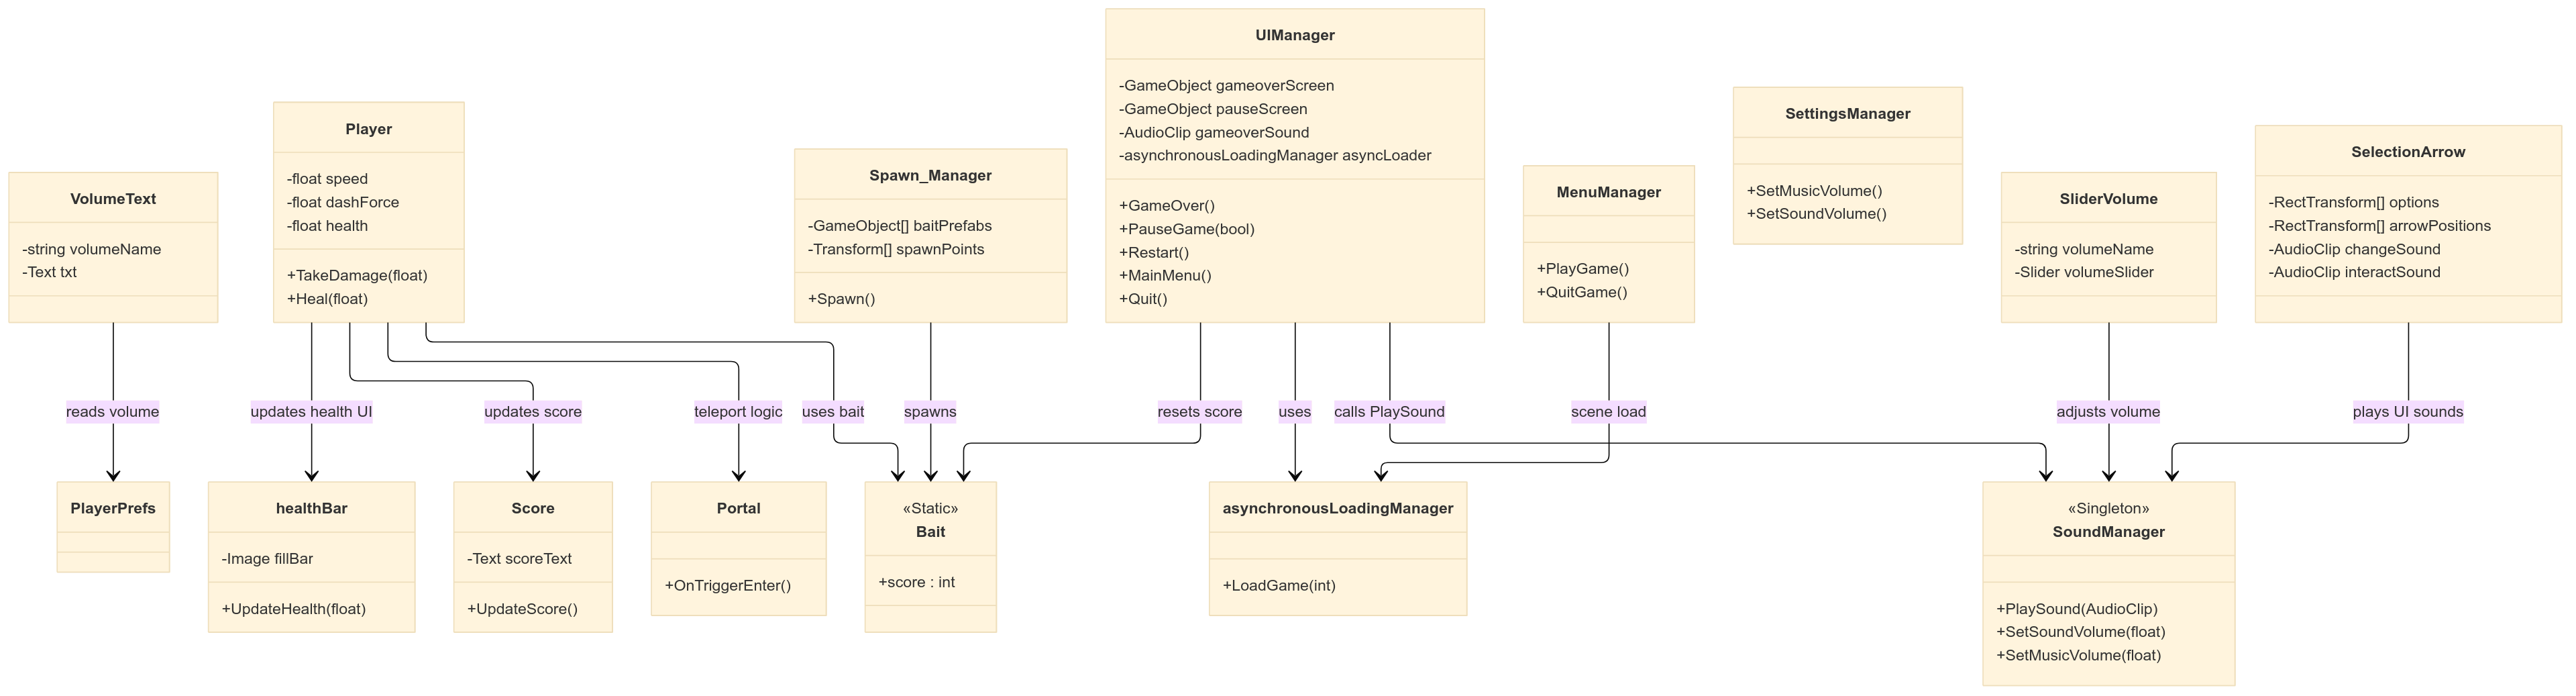 VolumeText
-string volumeName
-Text txt
Player
-float speed
-float dashForce
-float health
+TakeDamage(float)
+Heal(float)
Spawn_Manager
-GameObject[] baitPrefabs
-Transform[] spawnPoints
+Spawn()
UIManager
-GameObject gameoverScreen
-GameObject pauseScreen
-AudioClip gameoverSound
-asynchronousLoadingManager asyncLoader
+GameOver()
+PauseGame(bool)
+Restart()
+MainMenu()
+Quit()
MenuManager
+PlayGame()
+QuitGame()
SettingsManager
+SetMusicVolume()
+SetSoundVolume()
SliderVolume
-string volumeName
-Slider volumeSlider
SelectionArrow
-RectTransform[] options
-RectTransform[] arrowPositions
-AudioClip changeSound
-AudioClip interactSound
reads volume
updates health UI
updates score
teleport logic
uses bait
spawns
resets score
uses
calls PlaySound
scene load
adjusts volume
plays UI sounds
PlayerPrefs
healthBar
-Image fillBar
+UpdateHealth(float)
Score
-Text scoreText
+UpdateScore()
Portal
+OnTriggerEnter()
«Static»
Bait
+score : int
asynchronousLoadingManager
+LoadGame(int)
«Singleton»
SoundManager
+PlaySound(AudioClip)
+SetSoundVolume(float)
+SetMusicVolume(float)